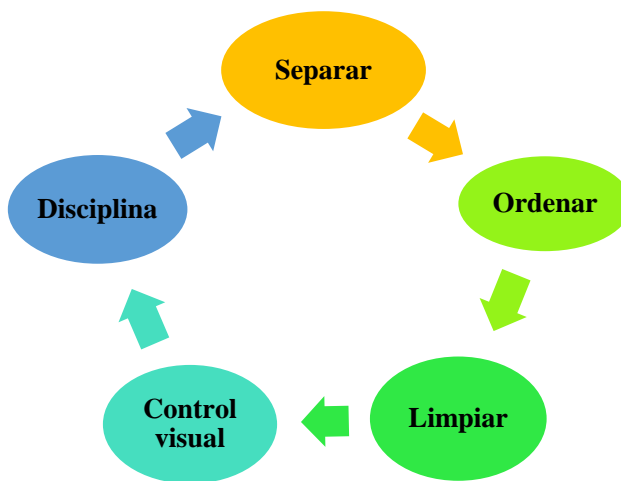 Separar
Ordenar
Limpiar
Control
visual
Disciplina